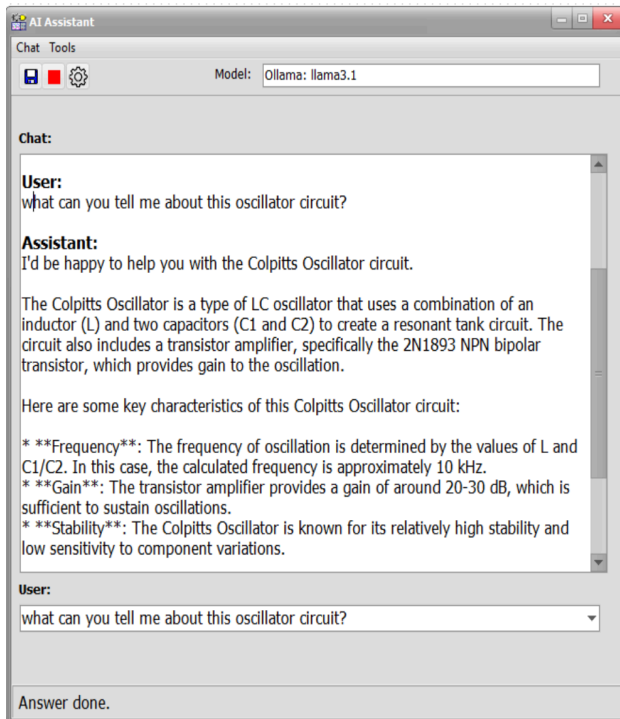 AI Assistant
Chat Tools
Model: Ollama: llama3.1
Chat:
User:
what can you tell me about this oscillator circuit?
Assistant:
I'd be happy to help you with the Colpitts Oscillator circuit.
The Colpitts Oscillator is a type of LC oscillator that uses a combination of an
inductor (L) and two capacitors (C1 and C2) to create a resonant tank circuit. The
circuit also includes a transistor amplifier, specifically the 2N1893 NPN bipolar
transistor, which provides gain to the oscillation.
Here are some key characteristics of this Colpitts Oscillator circuit:
* **Frequency**: The frequency of oscillation is determined by the values of L and
C1/C2. In this case, the calculated frequency is approximately 10 kHz.
* **Gain**: The transistor amplifier provides a gain of around 20-30 dB, which is
sufficient to sustain oscillations.
* **Stability**: The Colpitts Oscillator is known for its relatively high stability and
low sensitivity to component variations.
User:
what can you tell me about this oscillator circuit?
Answer done.